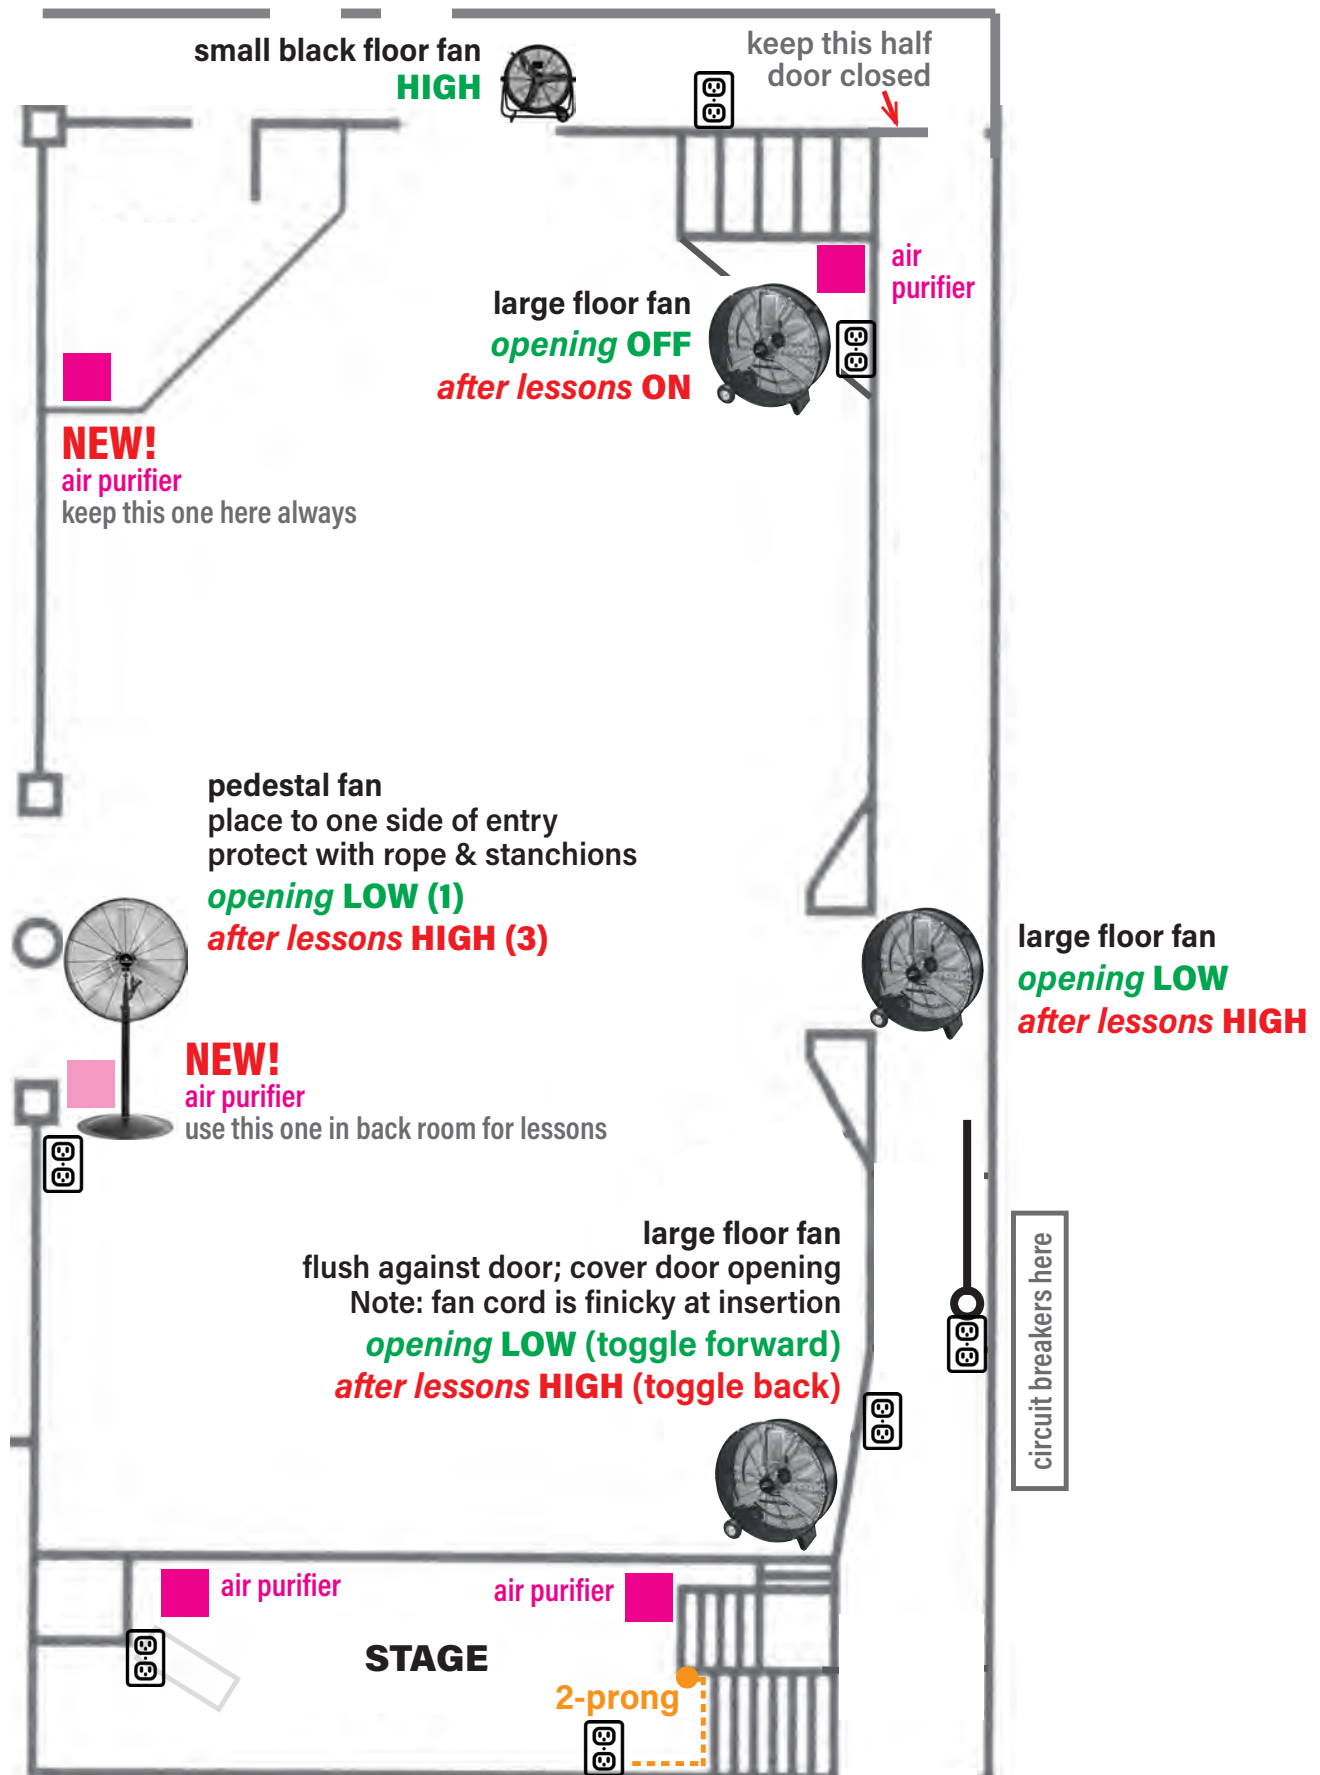 small black floor fan
HIGH
keep this half
door closed
air
purifier
large floor fan
opening OFF
after lessons ON
NEW!
air purifier
keep this one here always
pedestal fan
place to one side of entry
protect with rope & stanchions
opening LOW (1)
after lessons HIGH (3)
large floor fan
opening LOW
after lessons HIGH
NEW!
air purifier
use this one in back room for lessons
large floor fan
flush against door; cover door opening
Note: fan cord is finicky at insertion
opening LOW (toggle forward)
after lessons HIGH (toggle back)
circuit breakers here
air purifier
air purifier
STAGE
2-prong